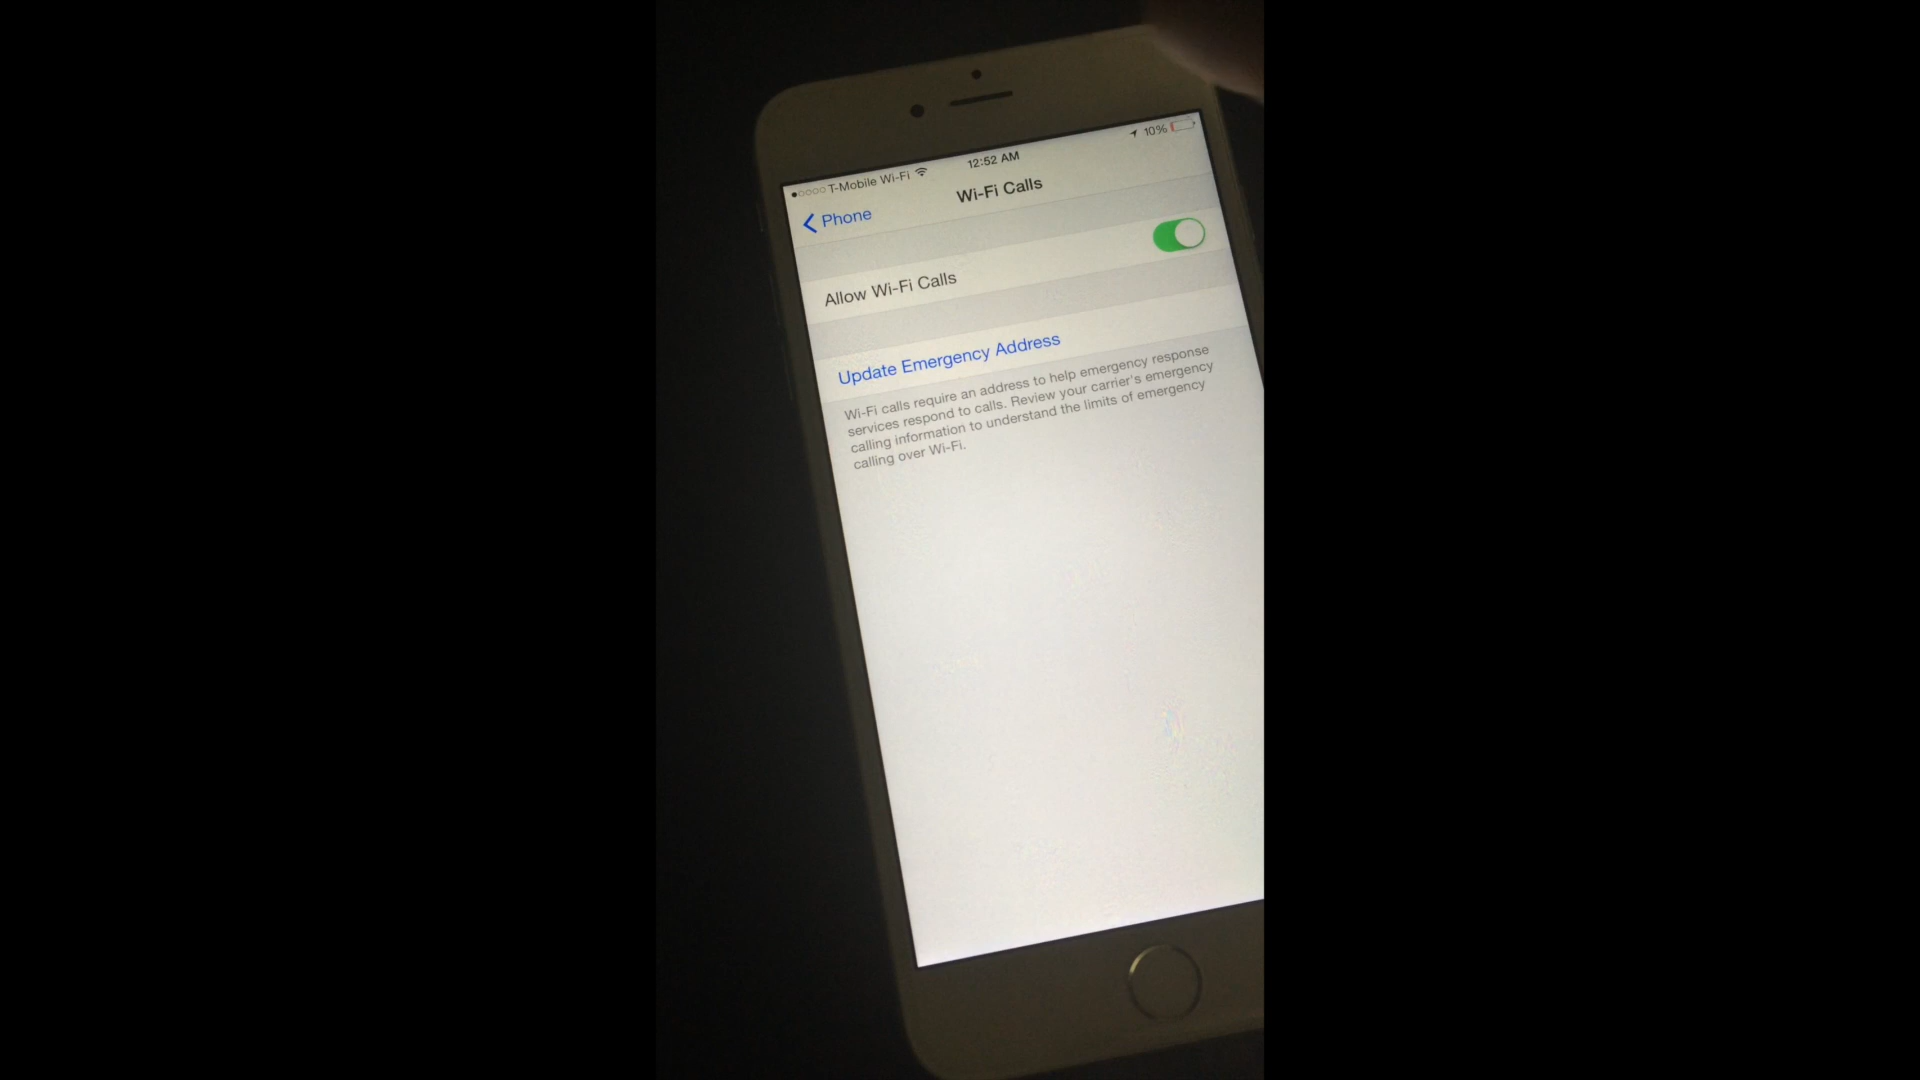 T-Mobile Wi-Fi 12:52 AM 10%
Phone Wi-Fi Calls
Allow Wi-Fi Calls
Update Emergency Address
Wi-Fi calls require an address to help emergency response
services respond to calls. Review your carrier's emergency
calling information to understand the limits of emergency
calling over Wi-Fi.